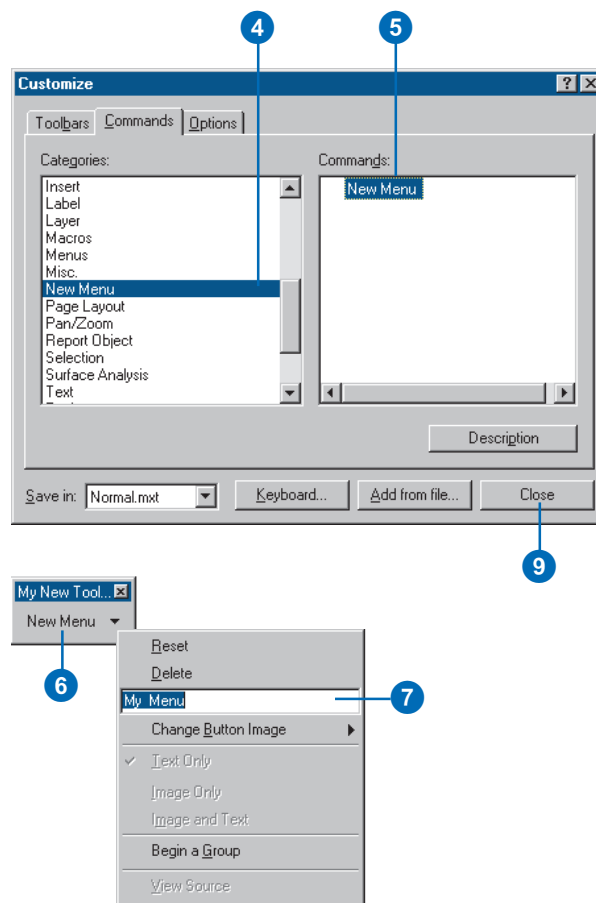 4 5
Customize
Toolbars Commands Options
Categories: Commands:
Insert
Label
Layer
Macros
Menus
Misc.
New Menu
Page Layout
Pan/Zoom
Report Object
Selection
Surface Analysis
Text
New Menu
Description
Save in: Normal.mxt Keyboard... Add from file... Close
9
My New Tool...
New Menu
6
Reset
Delete
My Menu
7
Change Button Image
Text Only
Image Only
Image and Text
Begin a Group
View Source